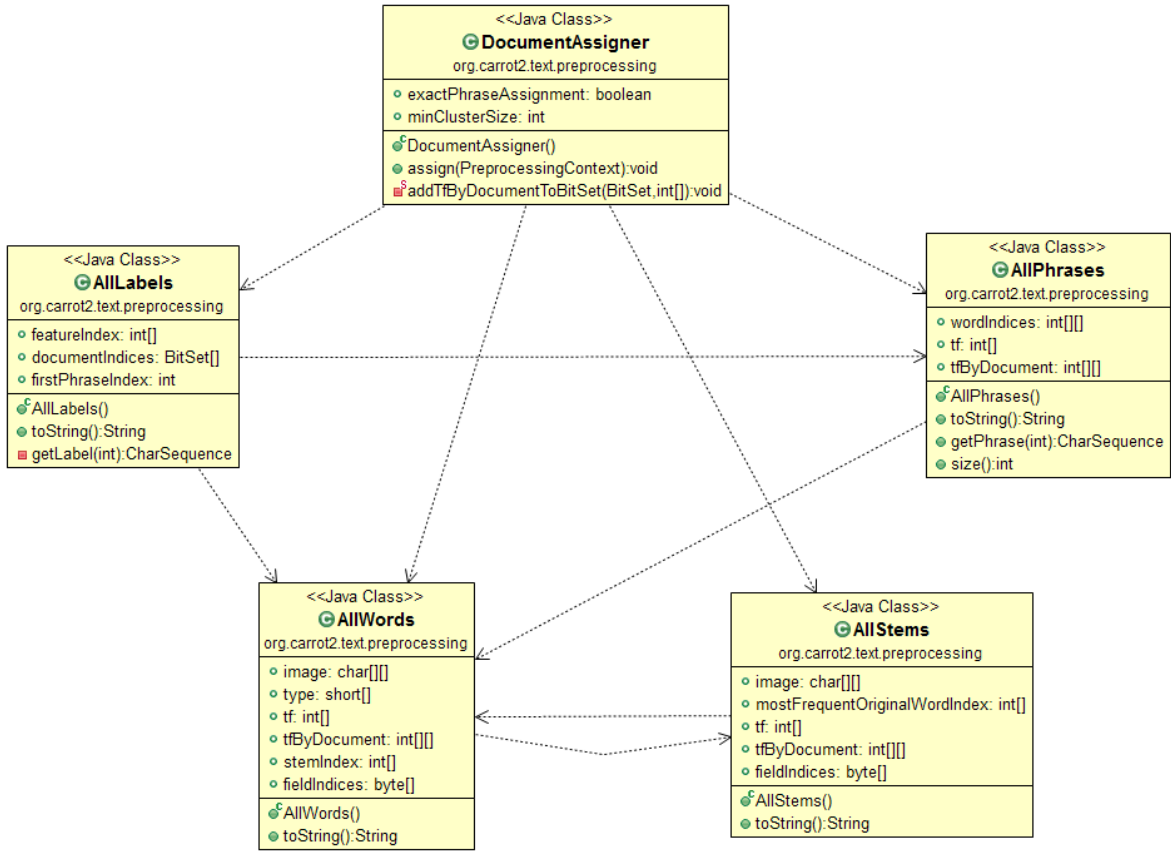 <<Java Class>>
DocumentAssigner
org.carrot2.text.preprocessing
exactPhraseAssignment: boolean
minClusterSize: int
DocumentAssigner()
assign(PreprocessingContext):void
addTfByDocumentToBitSet(BitSet,int[]):void
<<Java Class>>
AllLabels
org.carrot2.text.preprocessing
featureIndex: int[]
documentIndices: BitSet[]
firstPhraseIndex: int
AllLabels()
toString():String
getLabel(int):CharSequence
<<Java Class>>
AllPhrases
org.carrot2.text.preprocessing
wordIndices: int[][]
tf: int[]
tfByDocument: int[][]
AllPhrases()
toString():String
getPhrase(int):CharSequence
size():int
<<Java Class>>
AllWords
org.carrot2.text.preprocessing
image: char[][]
type: short[]
tf: int[]
tfByDocument: int[][]
stemIndex: int[]
fieldIndices: byte[]
AllWords()
toString():String
<<Java Class>>
AllStems
org.carrot2.text.preprocessing
image: char[][]
mostFrequentOriginalWordIndex: int[]
tf: int[]
tfByDocument: int[][]
fieldIndices: byte[]
AllStems()
toString():String